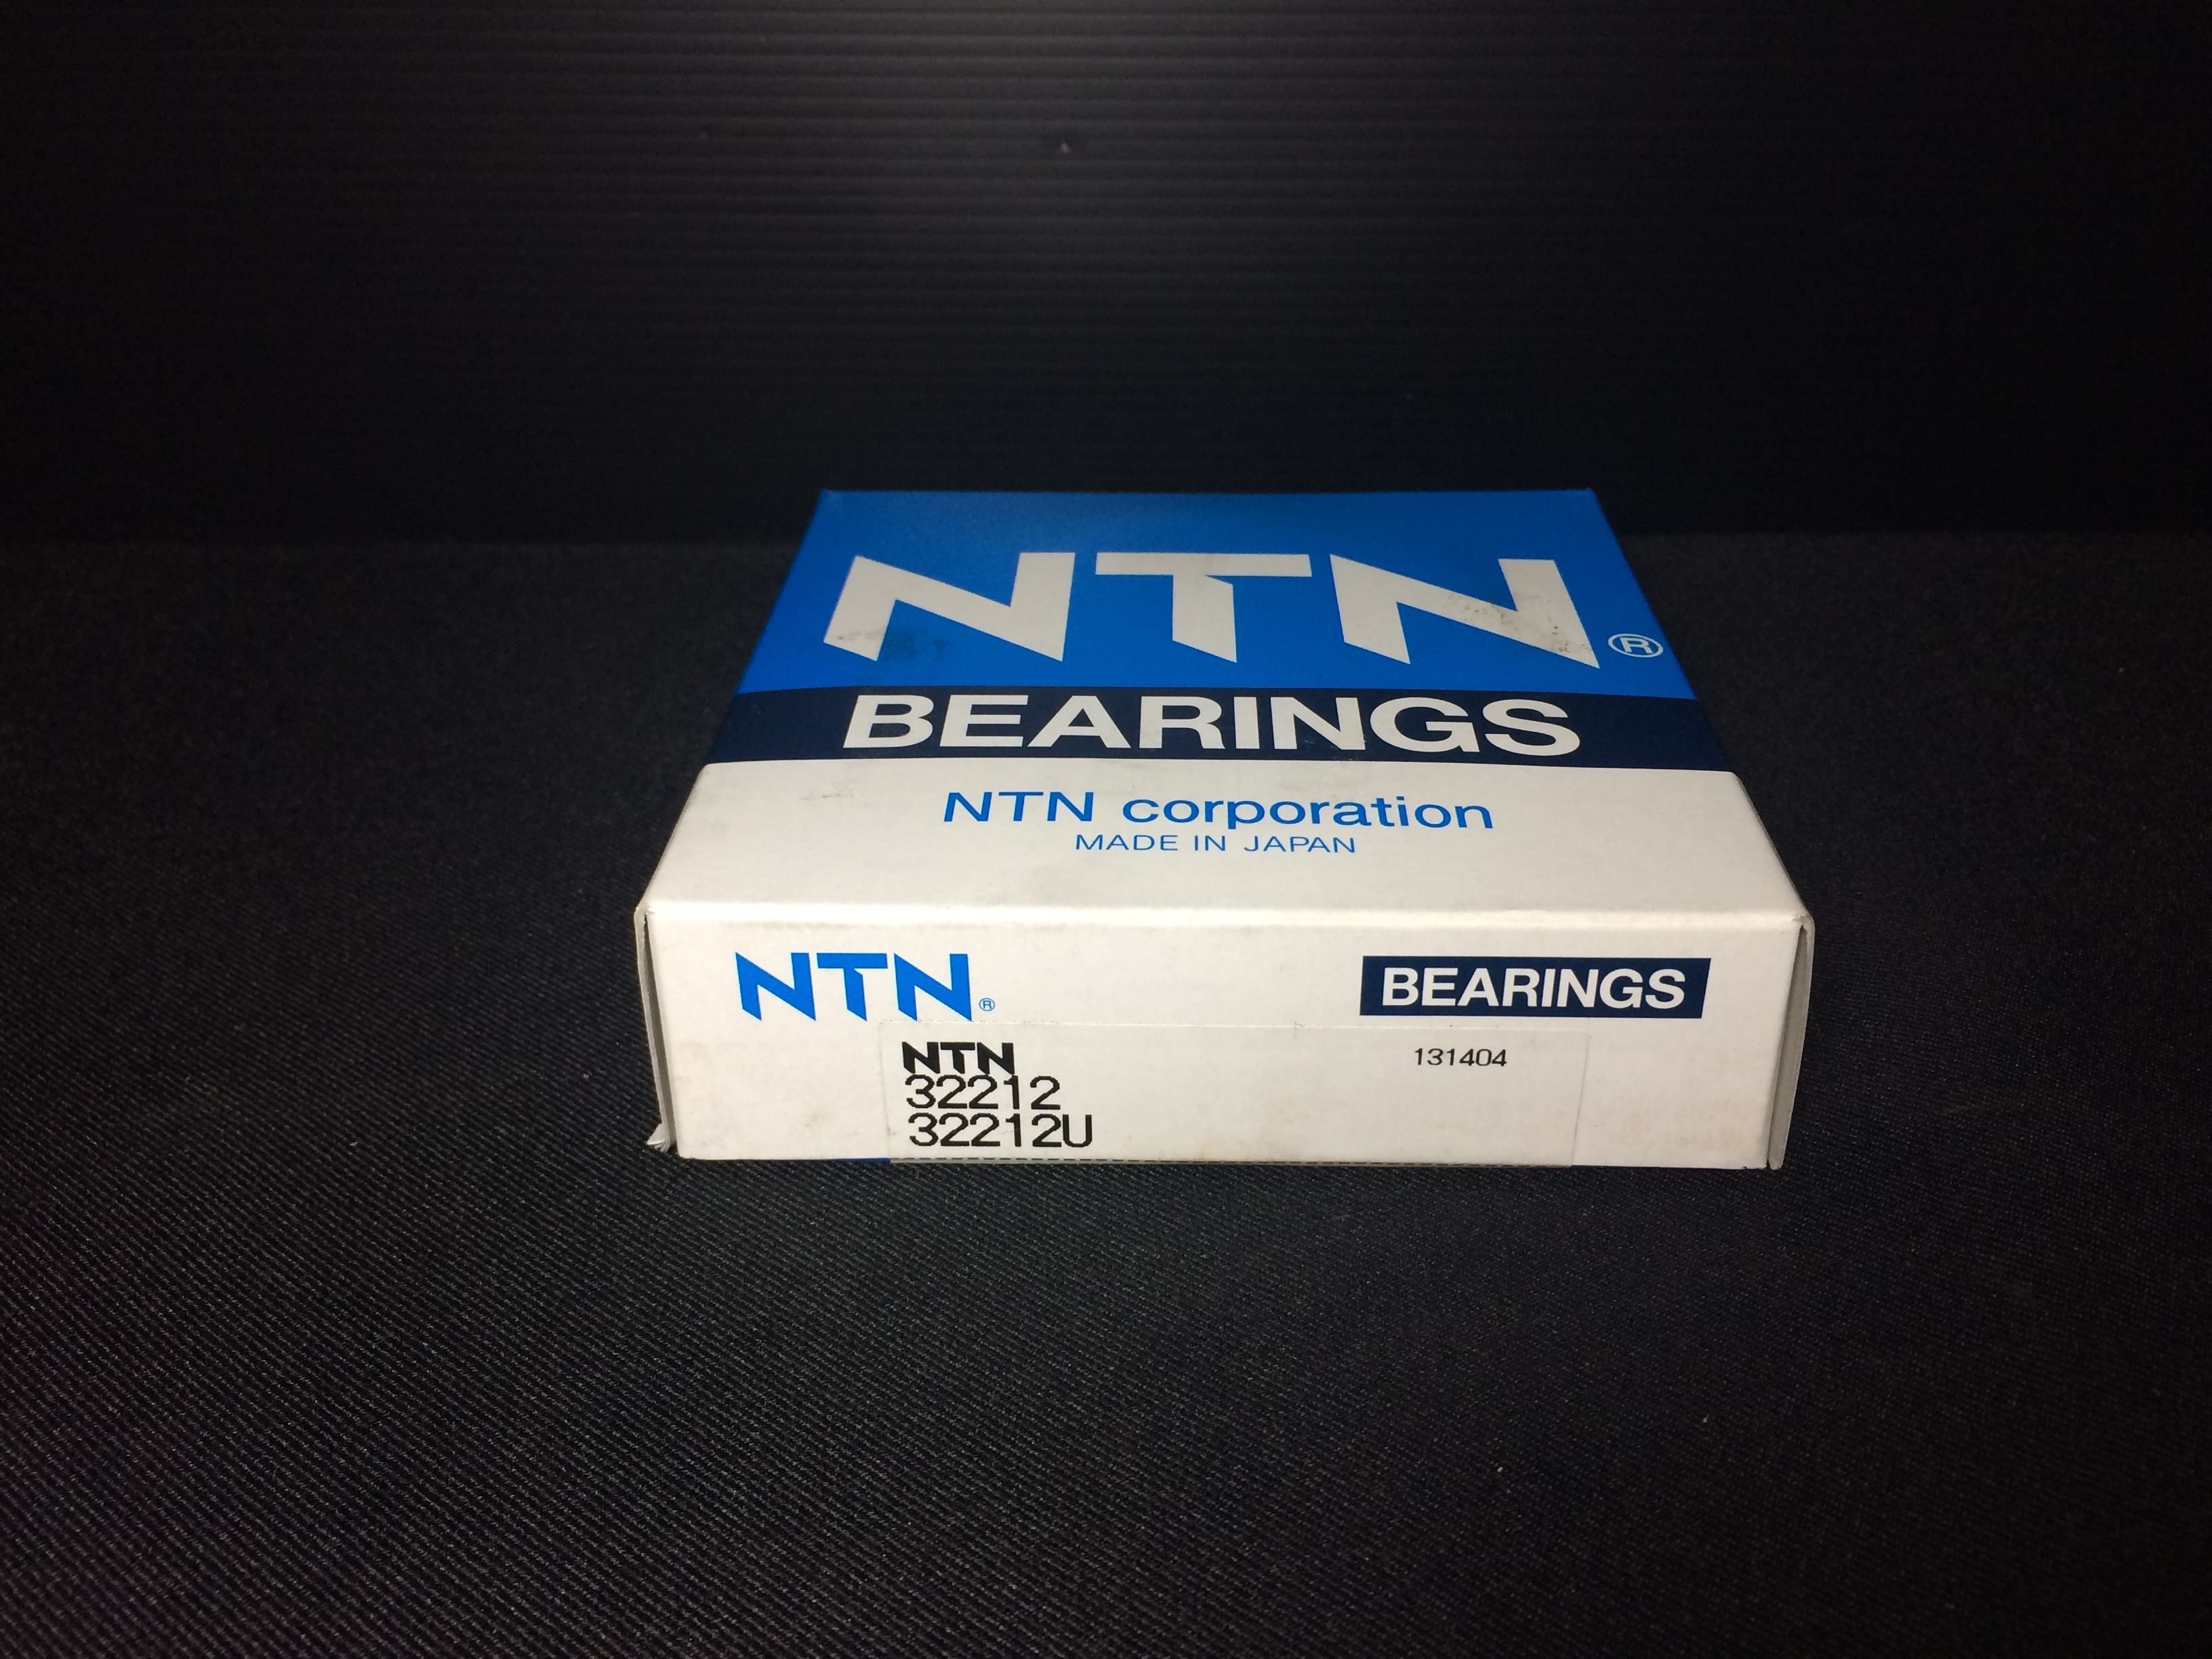 NTN®
BEARINGS
NTN corporation
MADE IN JAPAN
NTN® BEARINGS
NTN 131404
32212
32212U